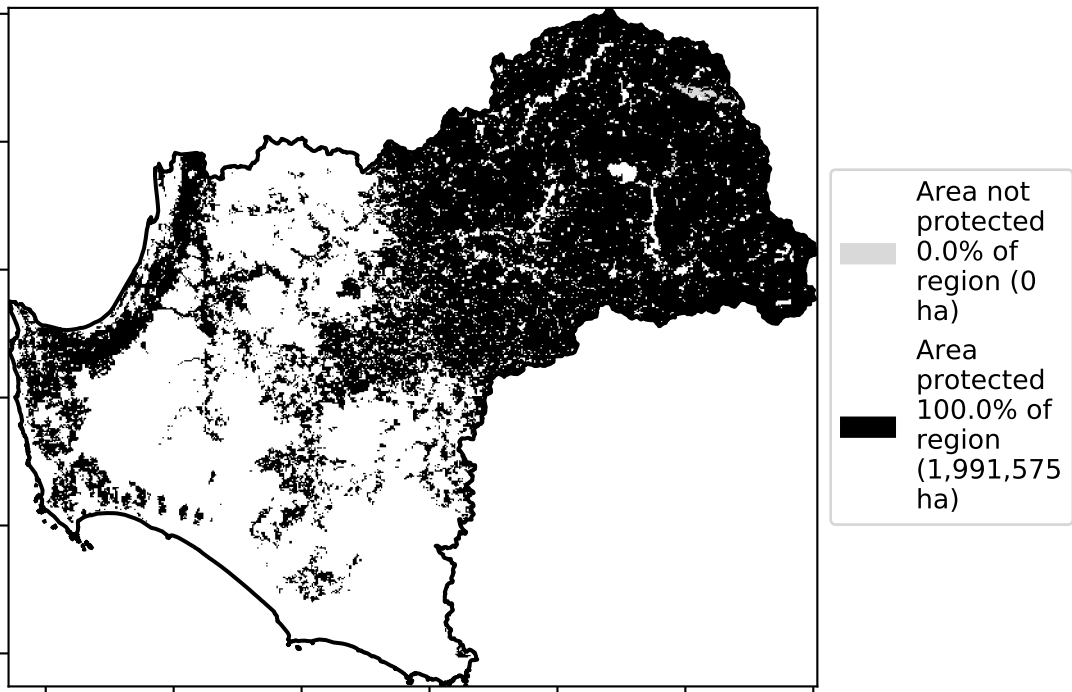 Area not
protected
0.0% of
region (0
ha)
Area
protected
100.0% of
region
(1,991,575
ha)